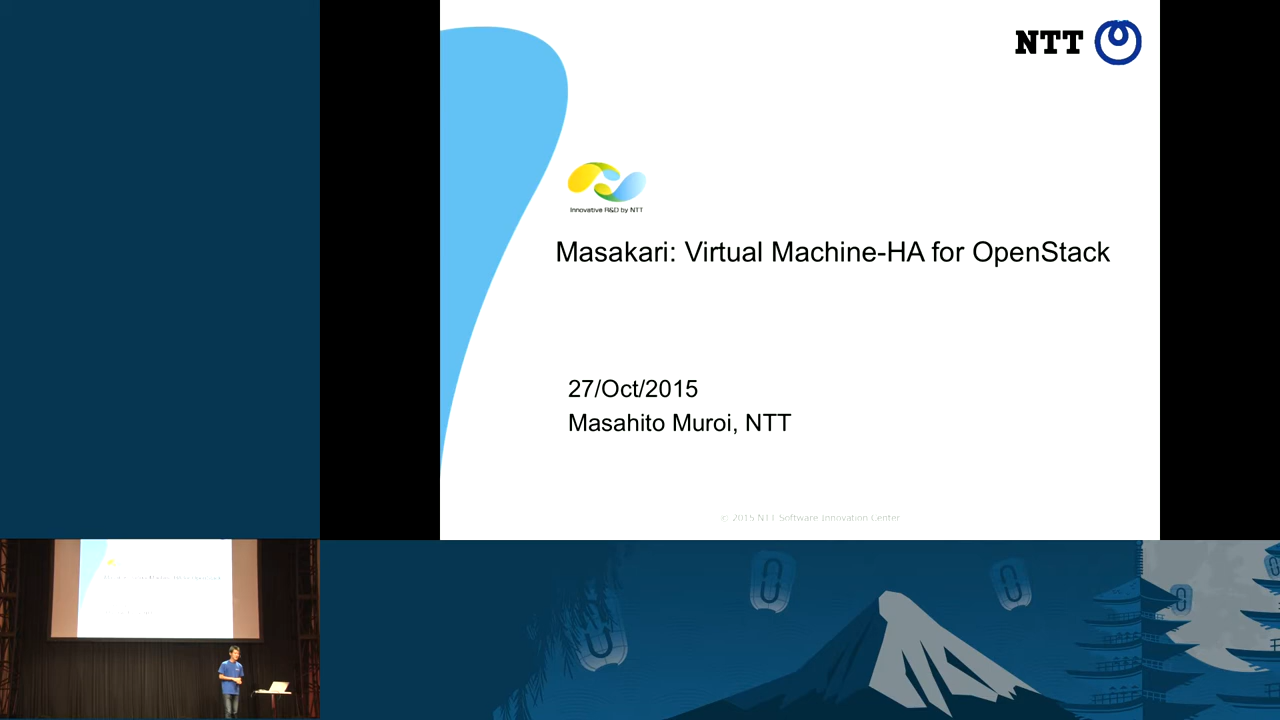 NTT
Innovative R&D by NTT
Masakari: Virtual Machine-HA for OpenStack
27/Oct/2015
Masahito Muroi, NTT
© 2015 NTT Software Innovation Center